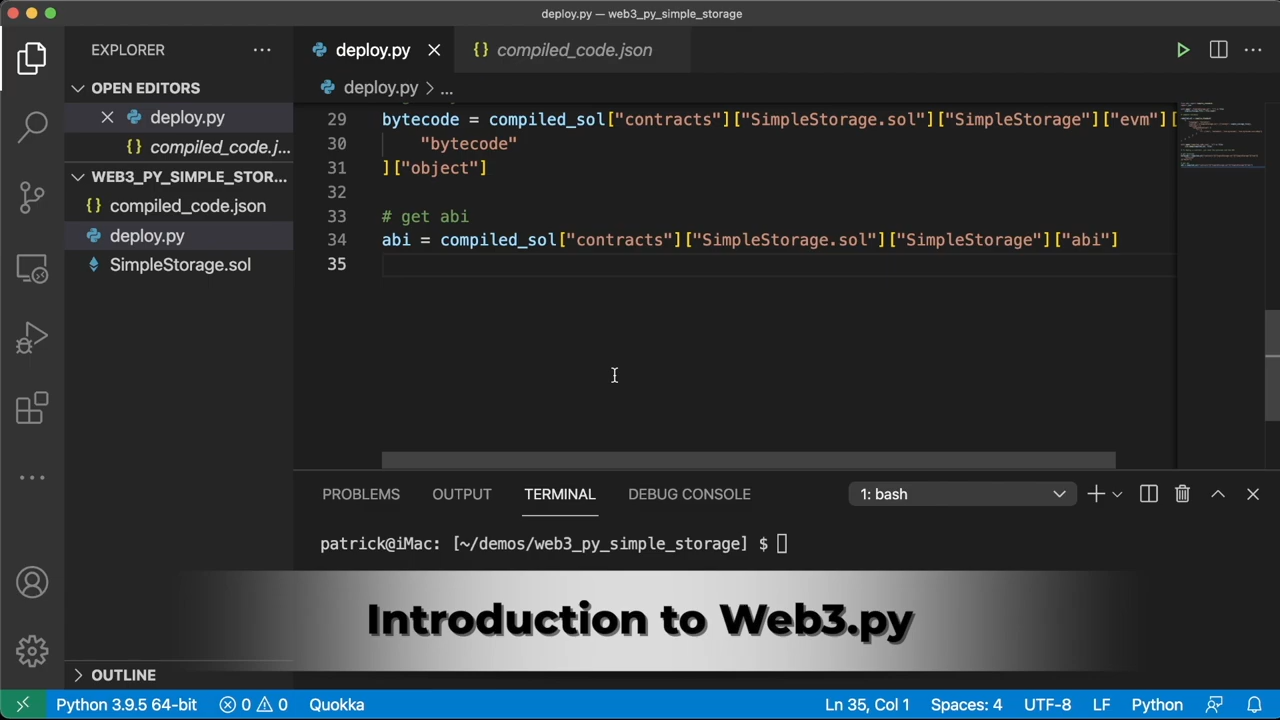 deploy.py — web3_py_simple_storage
EXPLORER
OPEN EDITORS
deploy.py
compiled_code.j...
WEB3_PY_SIMPLE_STOR...
compiled_code.json
deploy.py
SimpleStorage.sol
OUTLINE
deploy.py
compiled_code.json
deploy.py > ...
29 bytecode = compiled_sol["contracts"]["SimpleStorage.sol"]["SimpleStorage"]["evm"][
30 "bytecode"
31 ]["object"]
32
33 # get abi
34 abi = compiled_sol["contracts"]["SimpleStorage.sol"]["SimpleStorage"]["abi"]
35
PROBLEMS OUTPUT TERMINAL DEBUG CONSOLE 1: bash
patrick@iMac: [~/demos/web3_py_simple_storage] $
Introduction to Web3.py
Python 3.9.5 64-bit 0 0 Quokka Ln 35, Col 1 Spaces: 4 UTF-8 LF Python